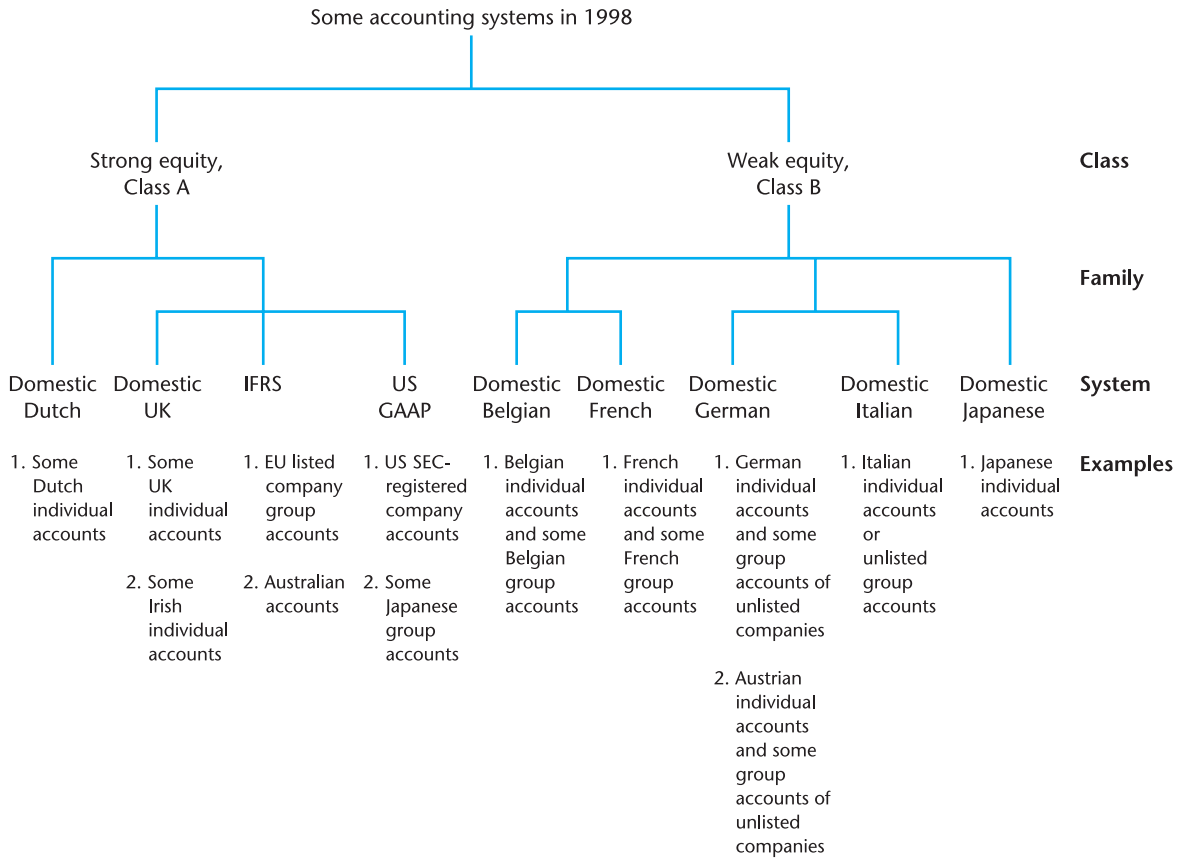 Some accounting systems in 1998
Strong equity,
Class A
Weak equity,
Class B
Class
Family
Domestic
Dutch
Domestic
UK
IFRS
US
GAAP
Domestic
Belgian
Domestic
French
Domestic
German
Domestic
Italian
Domestic
Japanese
System
1. Some
Dutch
individual
accounts
1. Some
UK
individual
accounts
2. Some
Irish
individual
accounts
1. EU listed
company
group
accounts
2. Australian
accounts
1. US SEC-
registered
company
accounts
2. Some
Japanese
group
accounts
1. Belgian
individual
accounts
and some
Belgian
group
accounts
1. French
individual
accounts
and some
French
group
accounts
1. German
individual
accounts
and some
group
accounts of
unlisted
companies
2. Austrian
individual
accounts
and some
group
accounts of
unlisted
companies
1. Italian
individual
accounts
or
unlisted
group
accounts
1. Japanese
individual
accounts
Examples